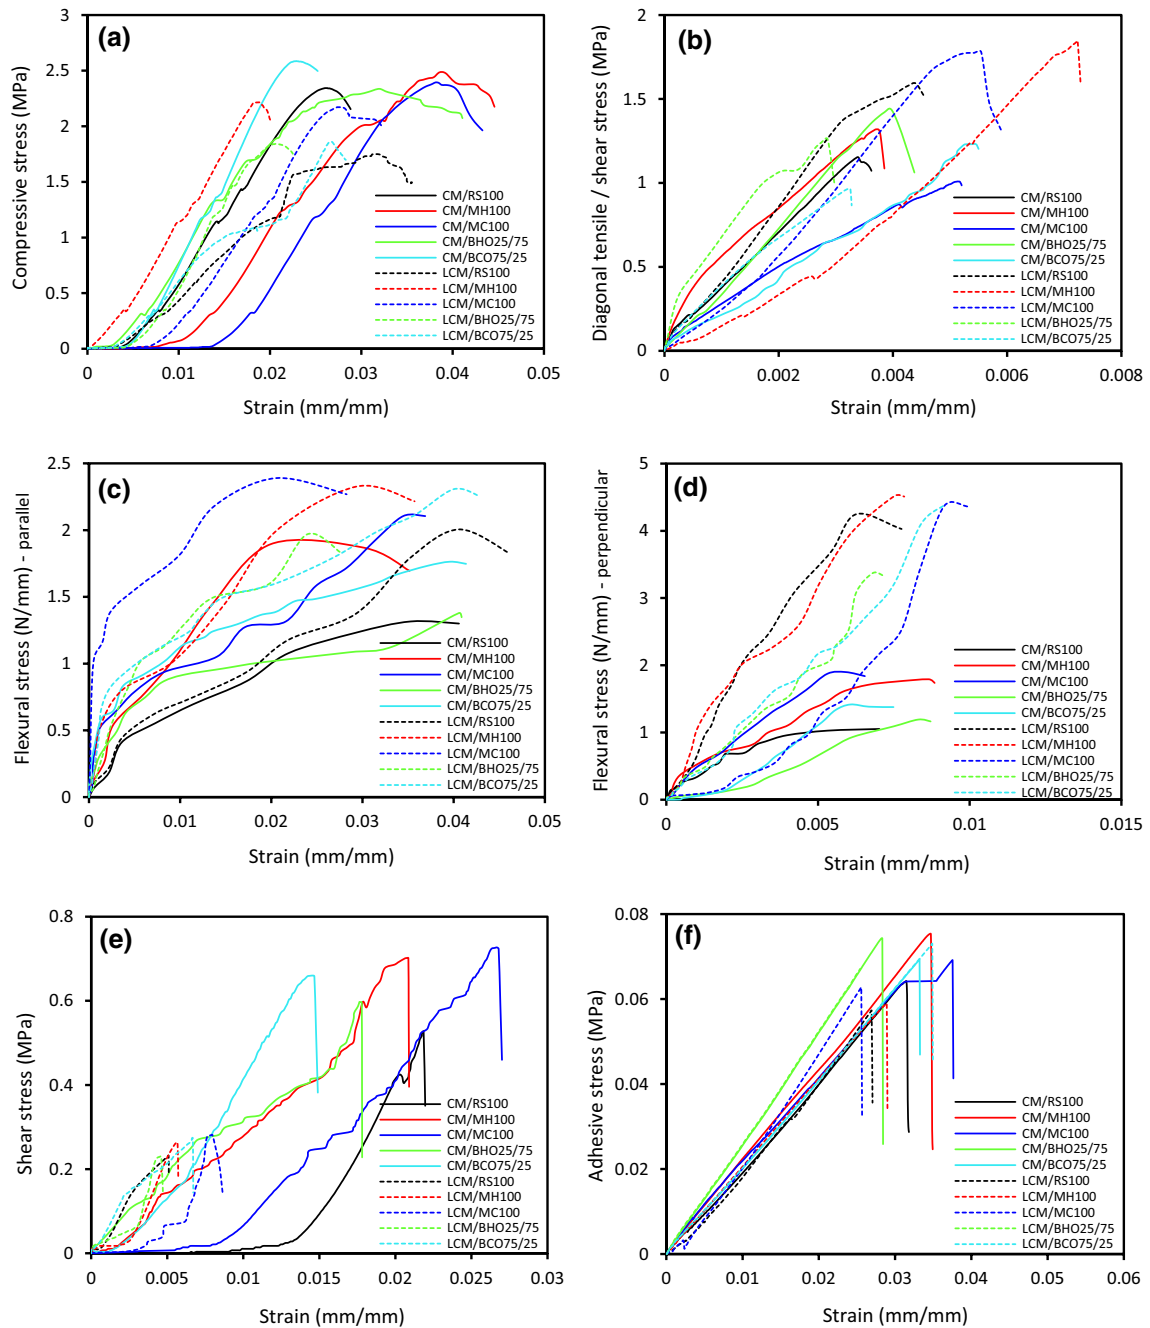 (a)
Compressive stress (MPa)
3
2.5
2
1.5
1
0.5
0
0
0.01
0.02
0.03
0.04
0.05
Strain (mm/mm)
CM/RS100
CM/MH100
CM/MC100
CM/BHO25/75
CM/BCO75/25
LCM/RS100
LCM/MH100
LCM/MC100
LCM/BHO25/75
LCM/BCO75/25
(b)
Diagonal tensile / shear stress (MPa)
2
1.5
1
0.5
0
0
0.002
0.004
0.006
0.008
Strain (mm/mm)
CM/RS100
CM/MH100
CM/MC100
CM/BHO25/75
CM/BCO75/25
LCM/RS100
LCM/MH100
LCM/MC100
LCM/BHO25/75
LCM/BCO75/25
(c)
Flexural stress (N/mm) - parallel
2.5
2
1.5
1
0.5
0
0
0.01
0.02
0.03
0.04
0.05
Strain (mm/mm)
CM/RS100
CM/MH100
CM/MC100
CM/BHO25/75
CM/BCO75/25
LCM/RS100
LCM/MH100
LCM/MC100
LCM/BHO25/75
LCM/BCO75/25
(d)
Flexural stress (N/mm) - perpendicular
5
4
3
2
1
0
0
0.005
0.01
0.015
Strain (mm/mm)
CM/RS100
CM/MH100
CM/MC100
CM/BHO25/75
CM/BCO75/25
LCM/RS100
LCM/MH100
LCM/MC100
LCM/BHO25/75
LCM/BCO75/25
(e)
Shear stress (MPa)
0.8
0.6
0.4
0.2
0
0
0.005
0.01
0.015
0.02
0.025
0.03
Strain (mm/mm)
CM/RS100
CM/MH100
CM/MC100
CM/BHO25/75
CM/BCO75/25
LCM/RS100
LCM/MH100
LCM/MC100
LCM/BHO25/75
LCM/BCO75/25
(f)
Adhesive stress (MPa)
0.08
0.06
0.04
0.02
0
0
0.01
0.02
0.03
0.04
0.05
0.06
Strain (mm/mm)
CM/RS100
CM/MH100
CM/MC100
CM/BHO25/75
CM/BCO75/25
LCM/RS100
LCM/MH100
LCM/MC100
LCM/BHO25/75
LCM/BCO75/25